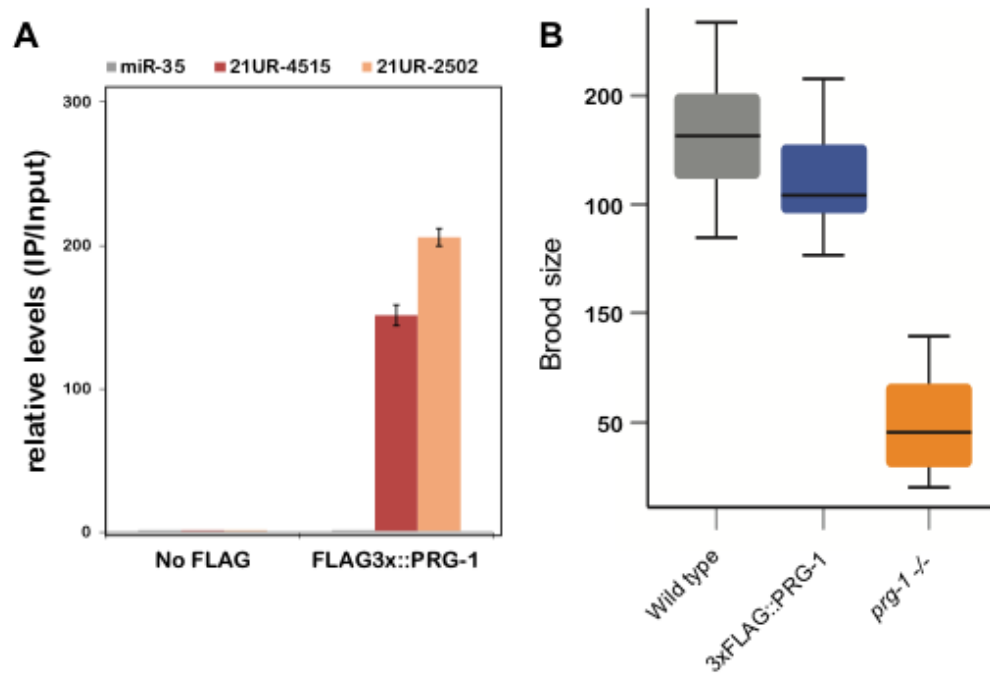 A
miR-35 21UR-4515 21UR-2502
relative levels (IP/Input)
300
200
100
0
No FLAG FLAG3x::PRG-1
B
Brood size
200
100
150
50
Wild type
3xFLAG::PRG-1
prg-1 -/-